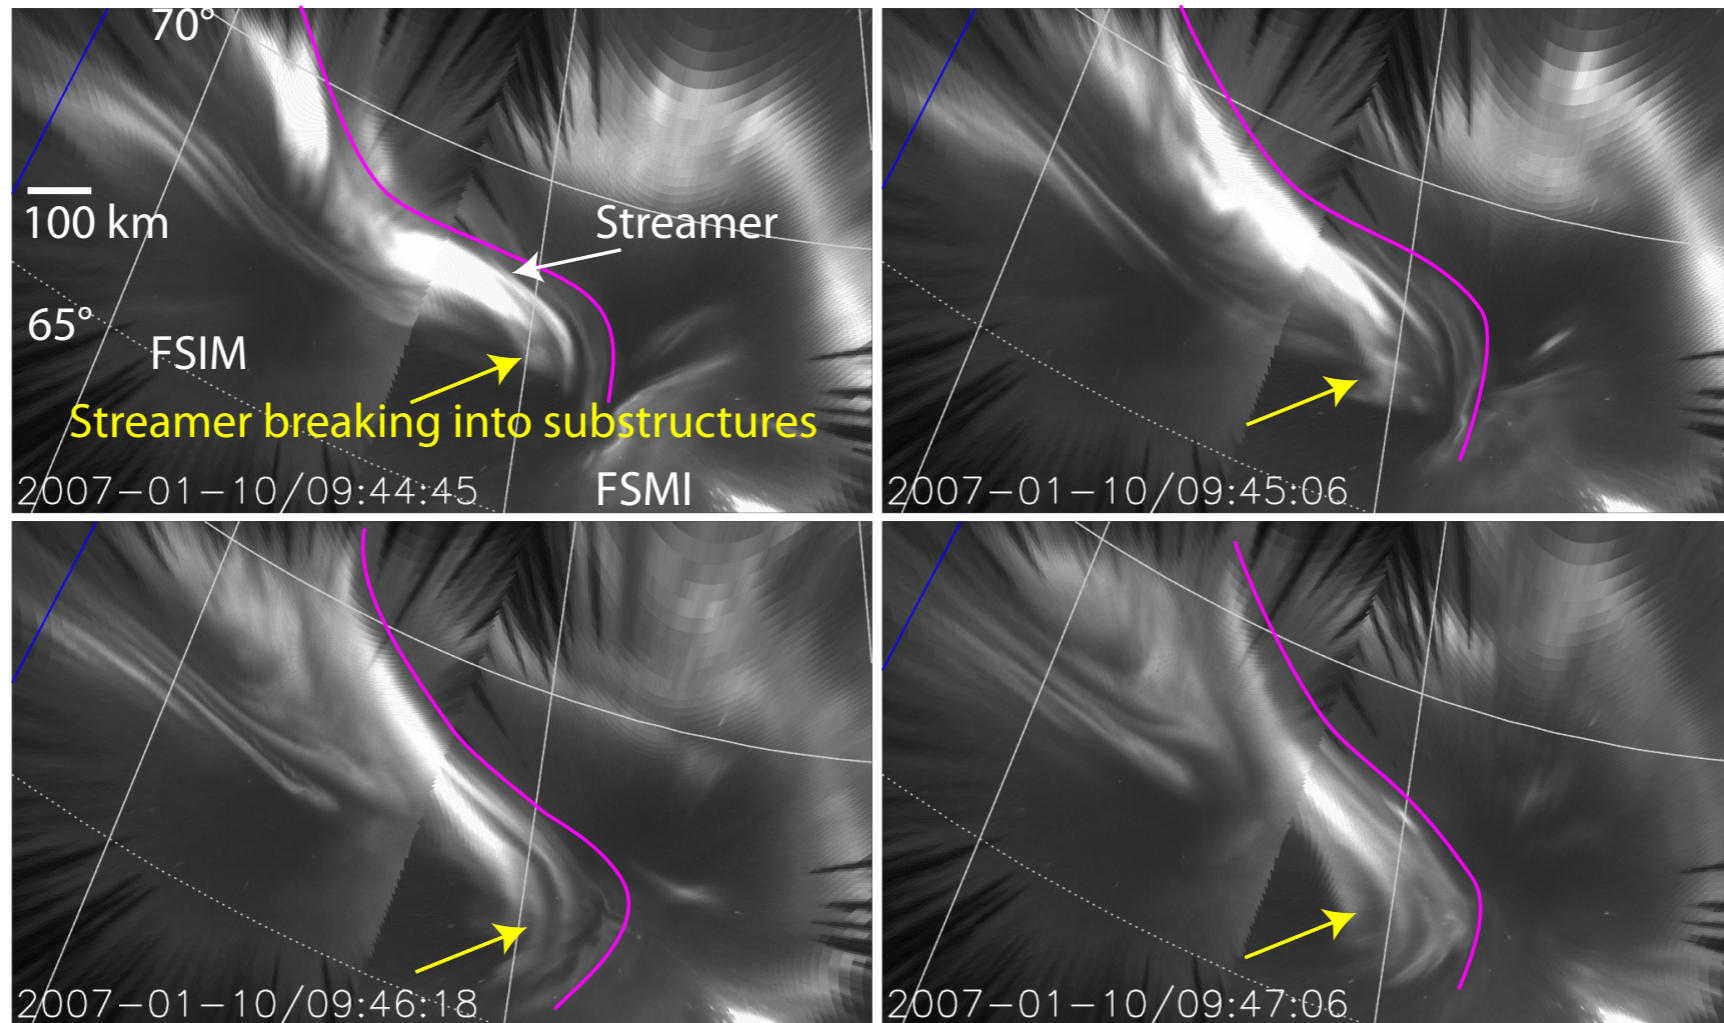 70°
100 km
Streamer
65°
FSIM
Streamer breaking into substructures
FSMI
2007-01-10/09:44:45
2007-01-10/09:45:06
2007-01-10/09:46:18
2007-01-10/09:47:06